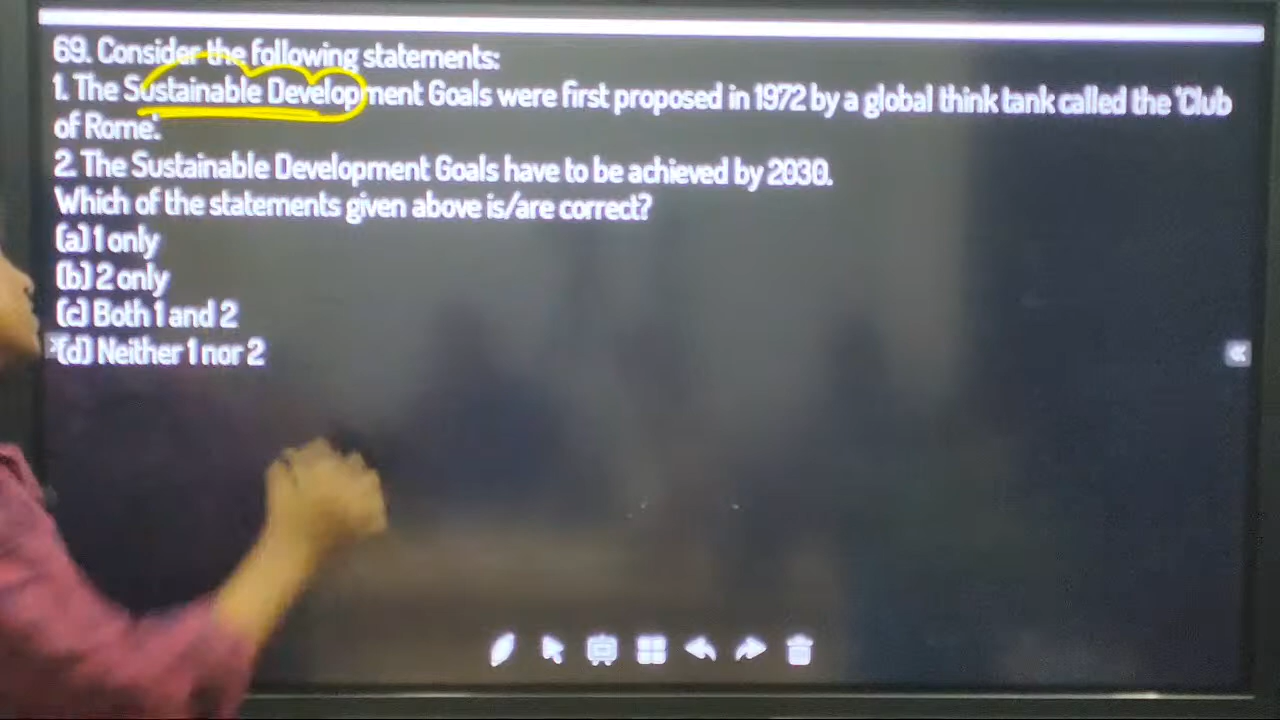 69. Consider the following statements:
1. The Sustainable Development Goals were first proposed in 1972 by a global think tank called the 'Club
of Rome'.
2. The Sustainable Development Goals have to be achieved by 2030.
Which of the statements given above is/are correct?
(a) 1 only
(b) 2 only
(c) Both 1 and 2
(d) Neither 1 nor 2